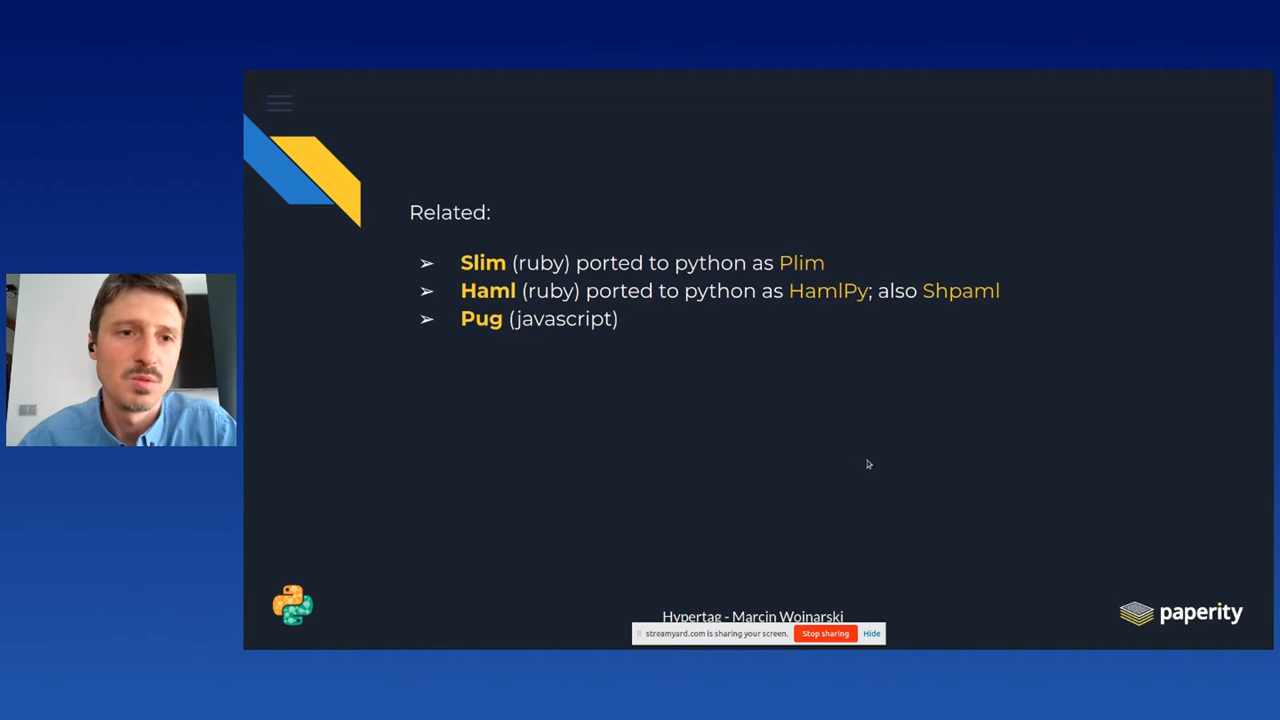 Related:
➢ Slim (ruby) ported to python as Plim
➢ Haml (ruby) ported to python as HamlPy; also Shpaml
➢ Pug (javascript)
Hypertag - Marcin Wojnarski
streamyard.com is sharing your screen. Stop sharing Hide
paperity